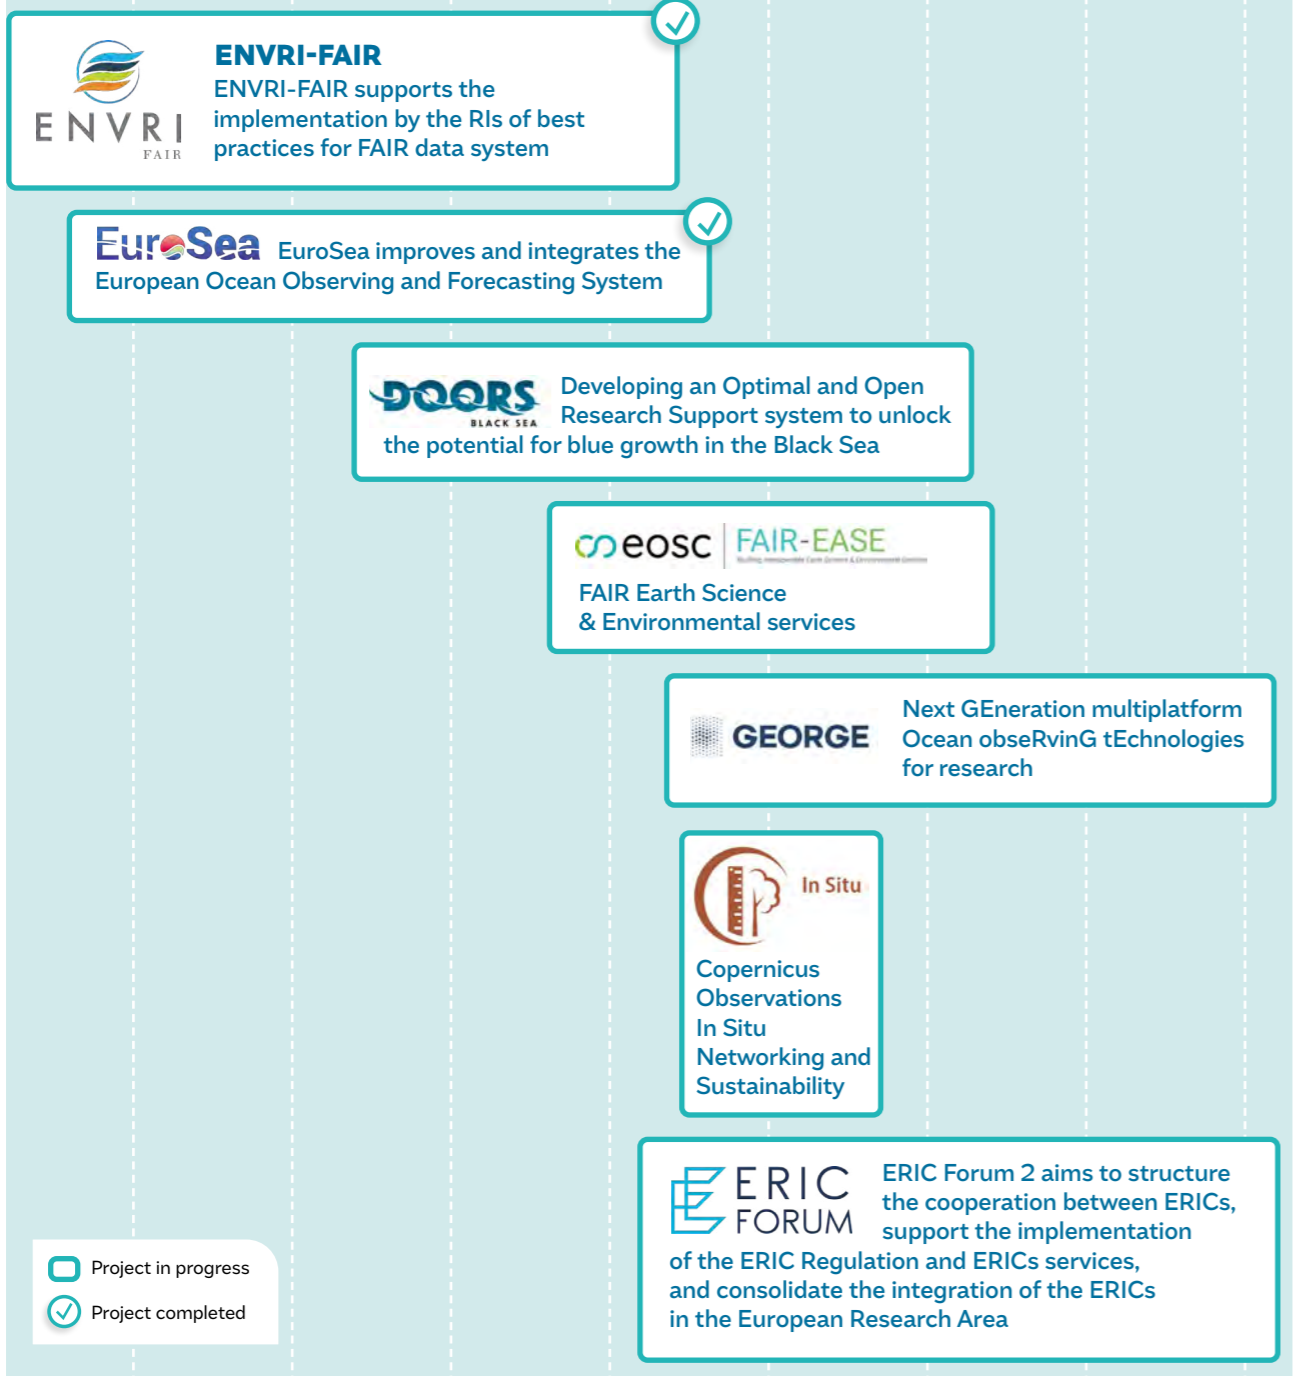 ENVRI
FAIR
ENVRI-FAIR
ENVRI-FAIR supports the
implementation by the RIs of best
practices for FAIR data system
EuroSea EuroSea improves and integrates the
European Ocean Observing and Forecasting System
DOORS
BLACK SEA
Developing an Optimal and Open
Research Support system to unlock
the potential for blue growth in the Black Sea
eosc FAIR-EASE
FAIR Earth Science
& Environmental services
GEORGE
Next GEneration multiplatform
Ocean obseRvinG tEchnologies
for research
In Situ
Copernicus
Observations
In Situ
Networking and
Sustainability
ERIC
FORUM
ERIC Forum 2 aims to structure
the cooperation between ERICs,
support the implementation
of the ERIC Regulation and ERICs services,
and consolidate the integration of the ERICs
in the European Research Area
Project in progress
Project completed